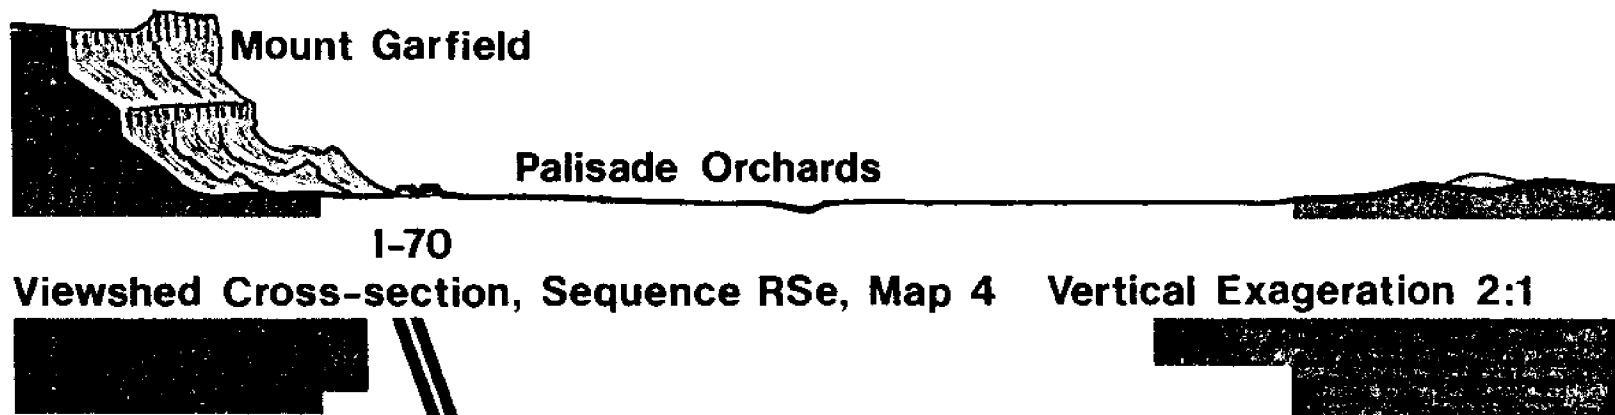 Mount Garfield
Palisade Orchards
I-70
Viewshed Cross-section, Sequence RSe, Map 4 Vertical Exageration 2:1